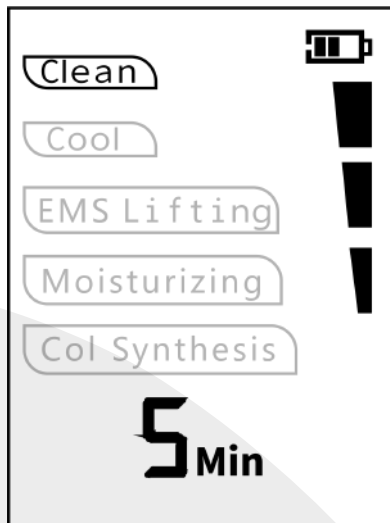 Clean
Cool
EMS Lifting
Moisturizing
Col Synthesis
5 Min